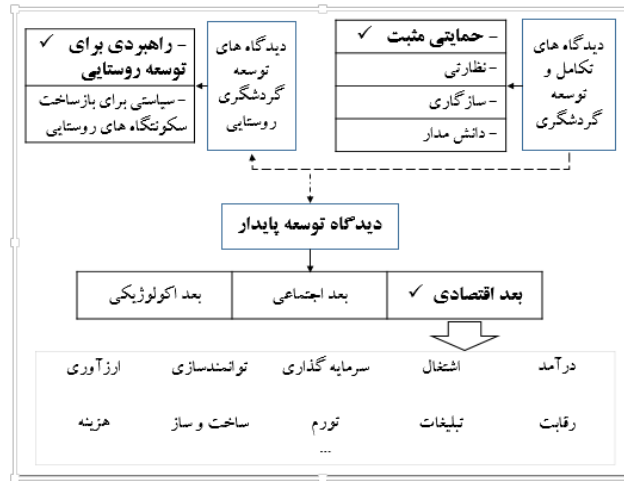 دیدگاه های
تکامل و
توسعه
گردشگری
- حمایتی مثبت ✓
- نظارتی
- سازگاری
- دانش مدار
دیدگاه های
توسعه
گردشگری
روستایی
- راهبردی برای ✓
توسعه روستایی
- سیاستی برای بازساخت
سکونتگاه های روستایی
دیدگاه توسعه پایدار
بعد اقتصادی ✓
بعد اجتماعی
بعد اکولوژیکی
درآمد اشتغال سرمایه گذاری توانمندسازی ارزآوری
رقابت تبلیغات تورم ساخت و ساز هزینه
...